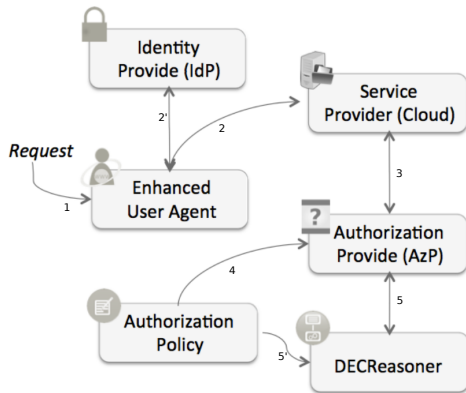 Identity
Provide (IdP)
Service
Provider (Cloud)
2'
2
Request
3
1
Enhanced
User Agent
?
Authorization
Provide (AzP)
4
5
Authorization
Policy
5'
DECReasoner